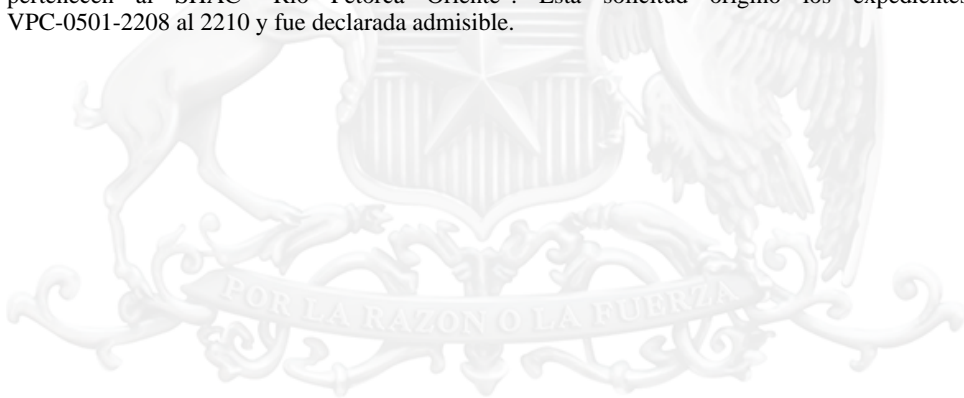 pertenecen al SHAC "Río Petorca Oriente". Esta solicitud originó los expedientes
VPC-0501-2208 al 2210 y fue declarada admisible.
POR LA RAZON O LA FUERZA